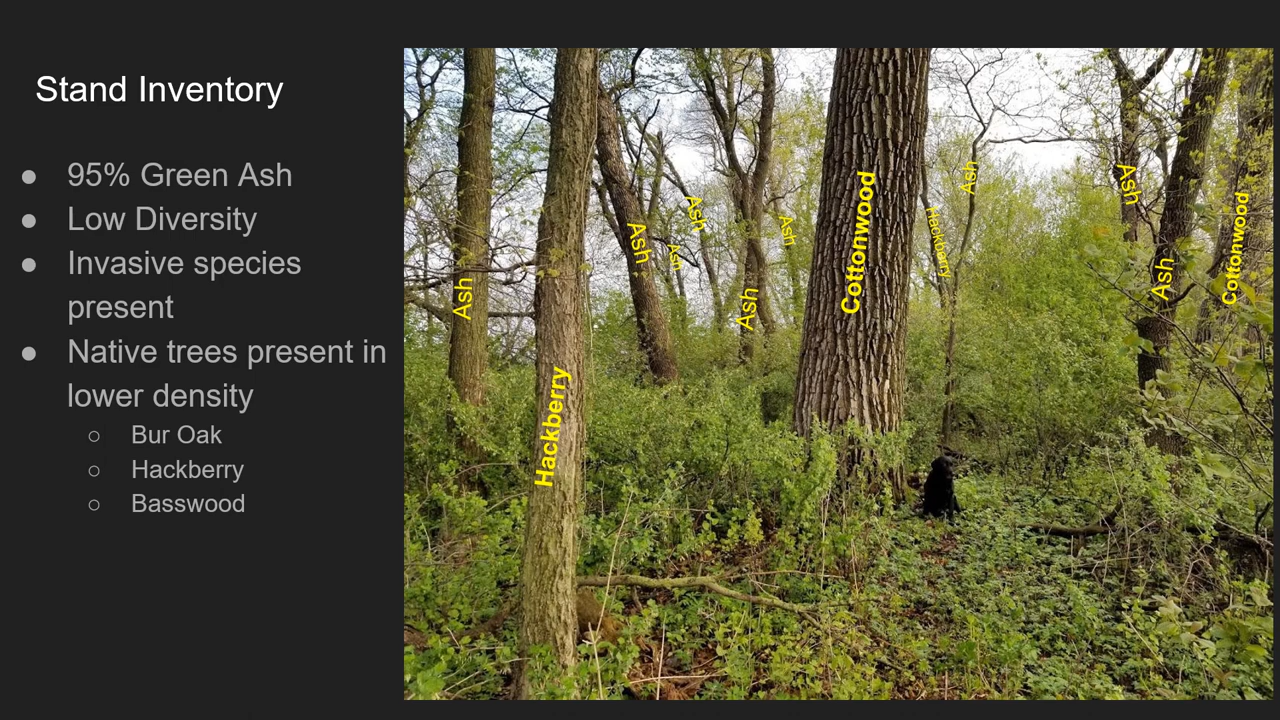 Stand Inventory
● 95% Green Ash
● Low Diversity
● Invasive species
present
● Native trees present in
lower density
○ Bur Oak
○ Hackberry
○ Basswood
Ash
Hackberry
Ash
Ash
Ash
Ash
Ash
Cottonwood
Hackberry
Ash
Ash
Ash
Cottonwood